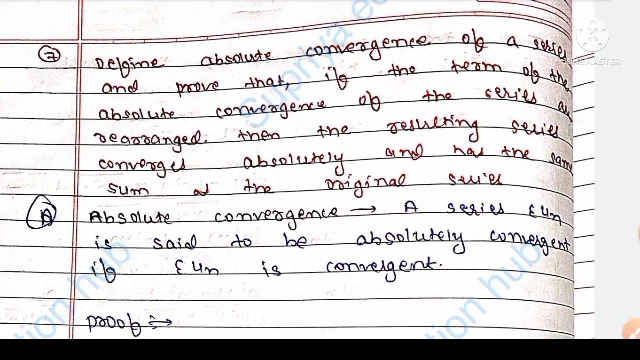 7 Define absolute convergence of a series
and prove that, if the term of the
absolute convergence of the series are
rearranged. then the resulting series
converges absolutely and has the same
sum as the original series
A Absolute convergence → A series Σun
is said to be absolutely convergent
if Σun is convergent.
proof ÷→